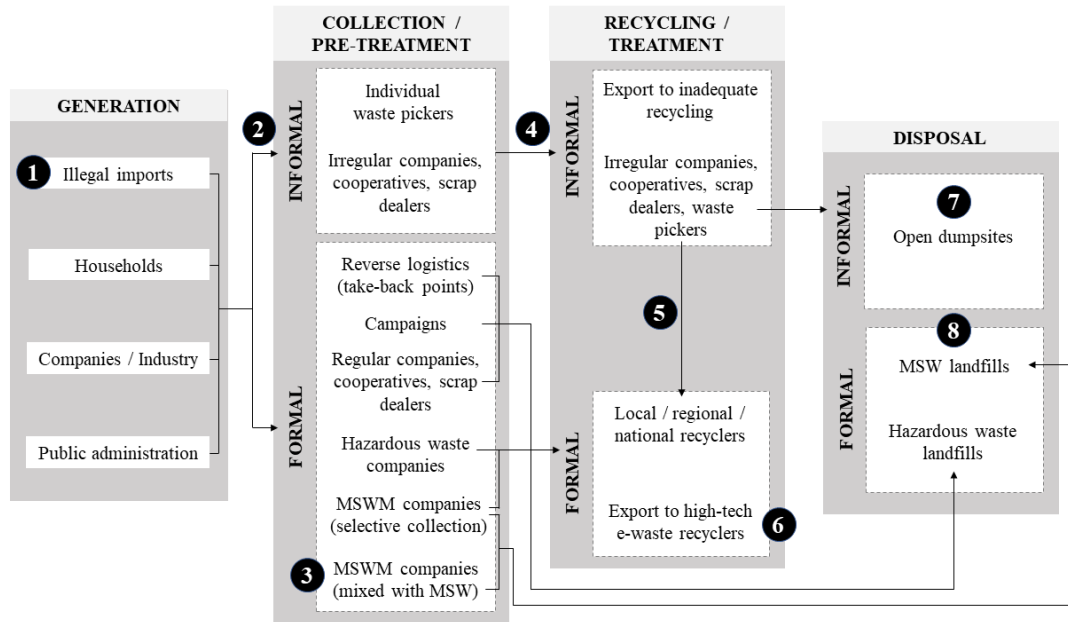 GENERATION
1
Illegal imports
Households
Companies / Industry
Public administration
COLLECTION /
PRE-TREATMENT
2
INFORMAL
Individual
waste pickers
Irregular companies,
cooperatives, scrap
dealers
FORMAL
Reverse logistics
(take-back points)
Campaigns
Regular companies,
cooperatives, scrap
dealers
Hazardous waste
companies
MSWM companies
(selective collection)
3
MSWM companies
(mixed with MSW)
RECYCLING /
TREATMENT
4
INFORMAL
Export to inadequate
recycling
Irregular companies,
cooperatives, scrap
dealers, waste
pickers
5
FORMAL
Local / regional /
national recyclers
Export to high-tech
e-waste recyclers
6
DISPOSAL
INFORMAL
7
Open dumpsites
FORMAL
8
MSW landfills
Hazardous waste
landfills